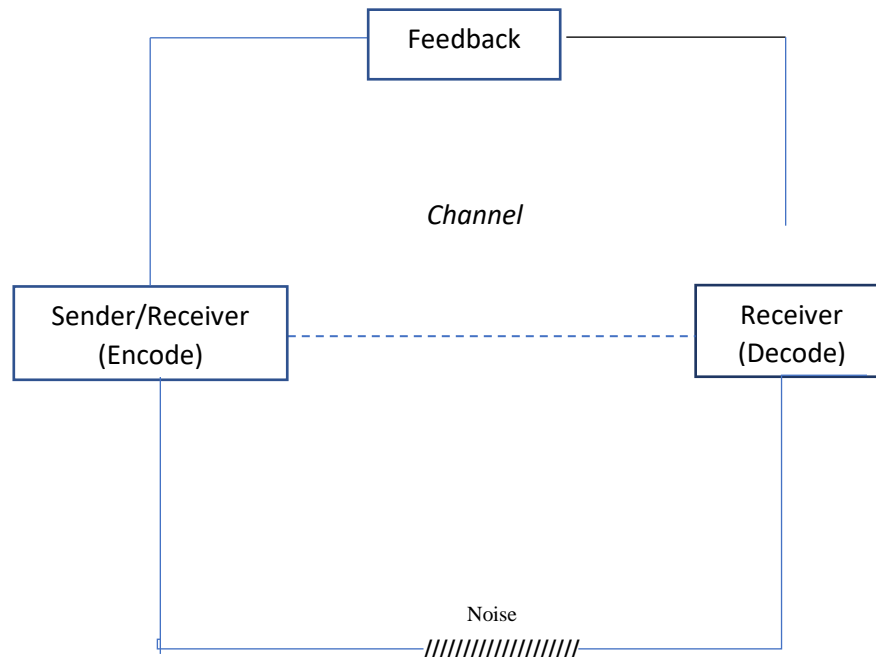 Feedback
Channel
Sender/Receiver
(Encode)
Receiver
(Decode)
Noise